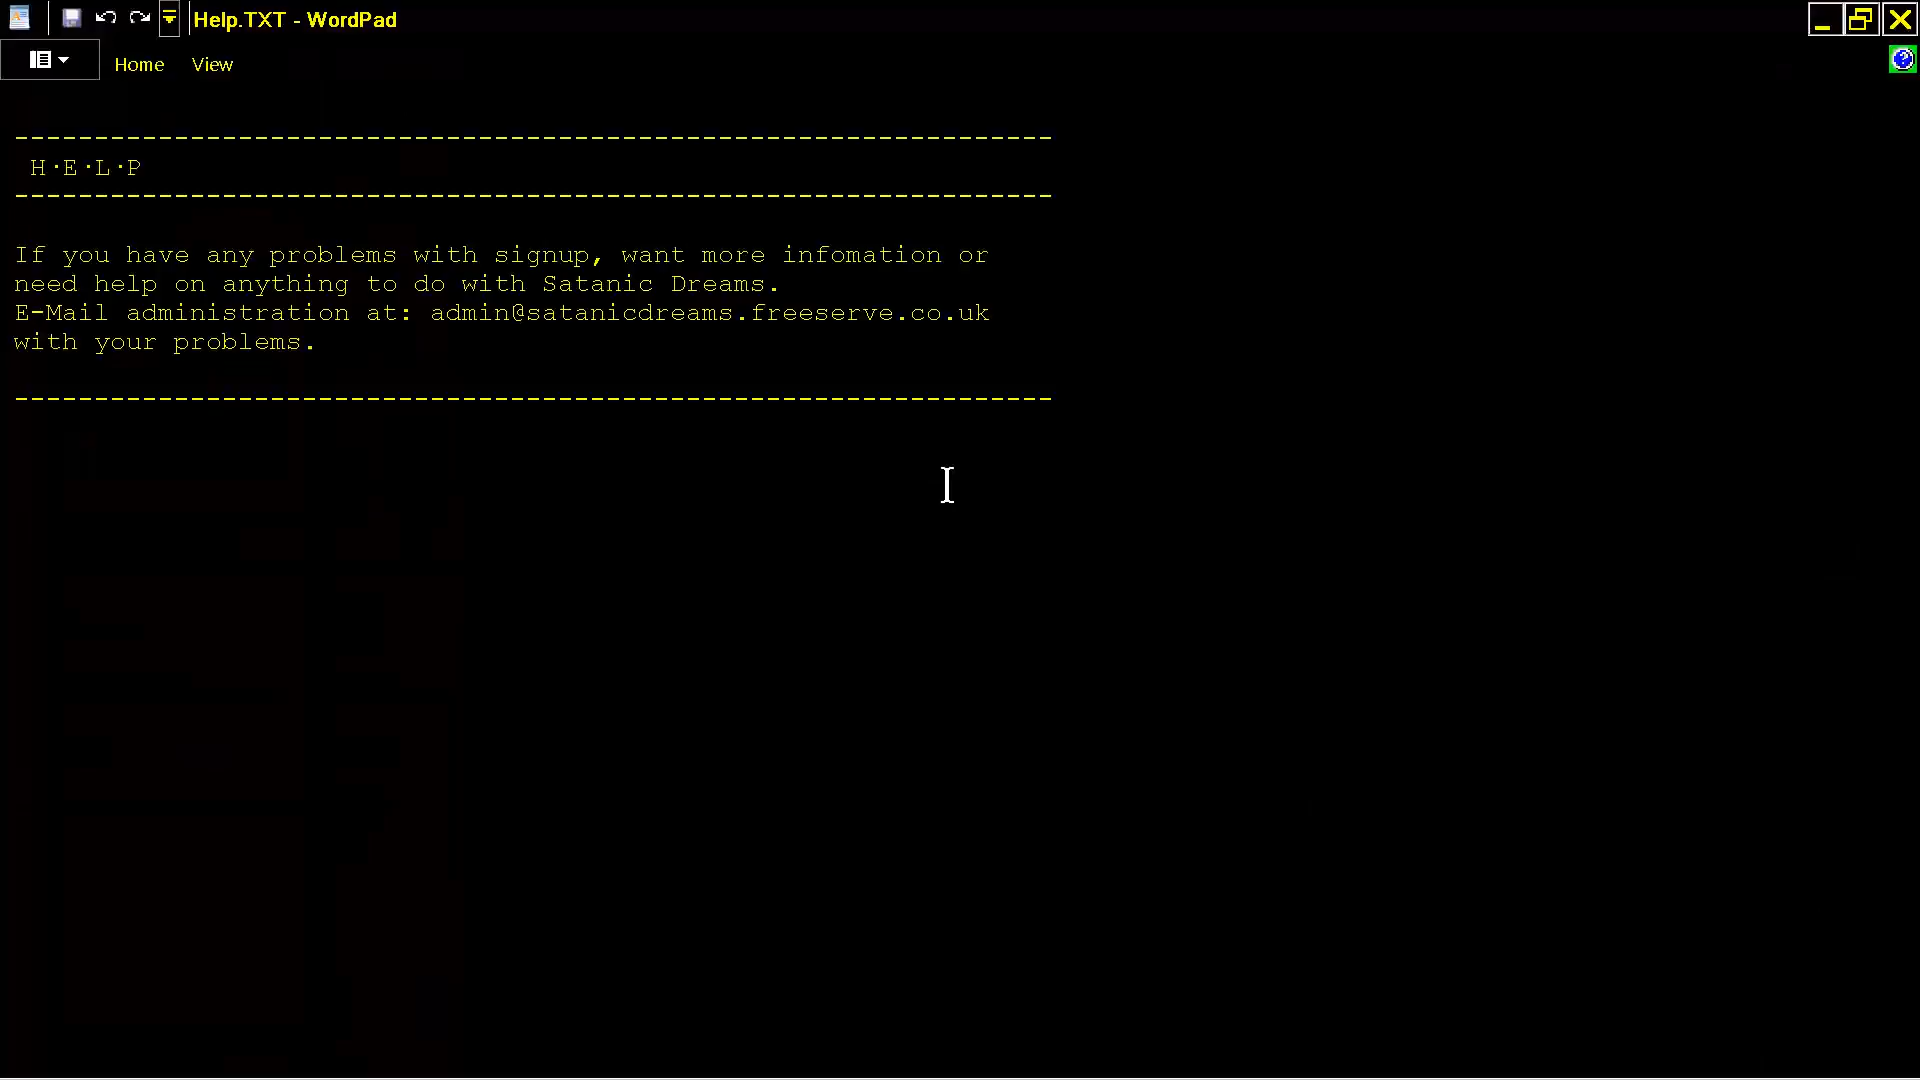 Help.TXT - WordPad
Home View
-----------------------------------------------------------------
H·E·L·P
-----------------------------------------------------------------
If you have any problems with signup, want more infomation or
need help on anything to do with Satanic Dreams.
E-Mail administration at: admin@satanicdreams.freeserve.co.uk
with your problems.
-----------------------------------------------------------------